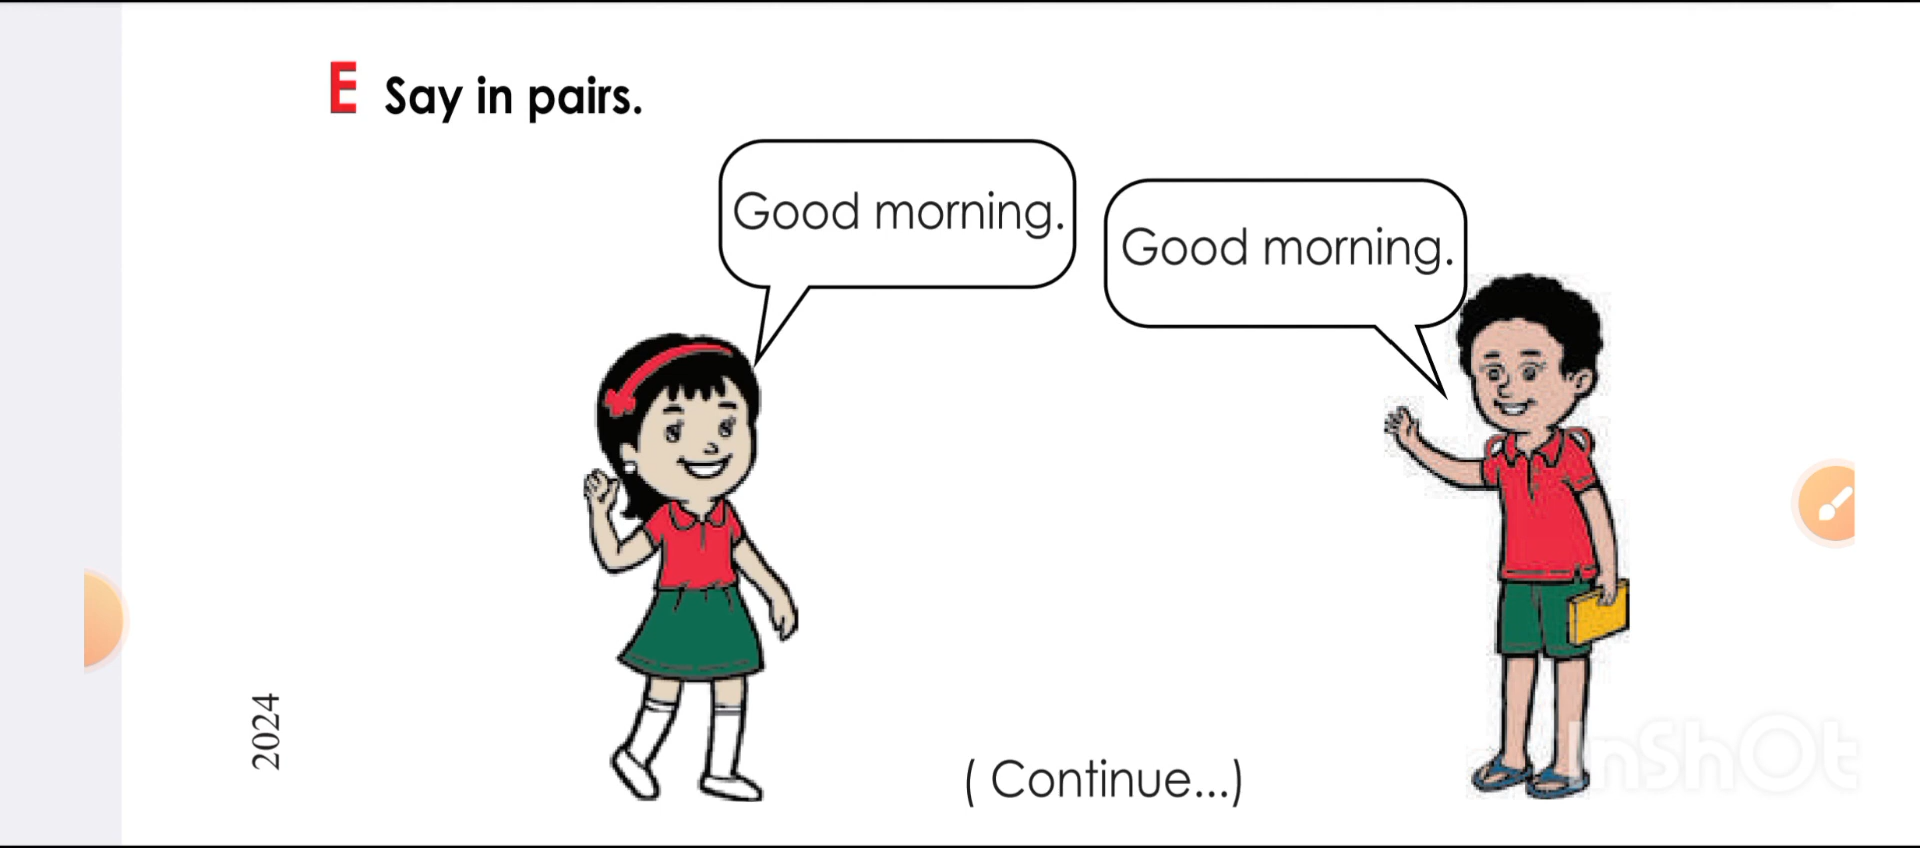 E Say in pairs.
Good morning.
Good morning.
2024
( Continue...)
InShOt